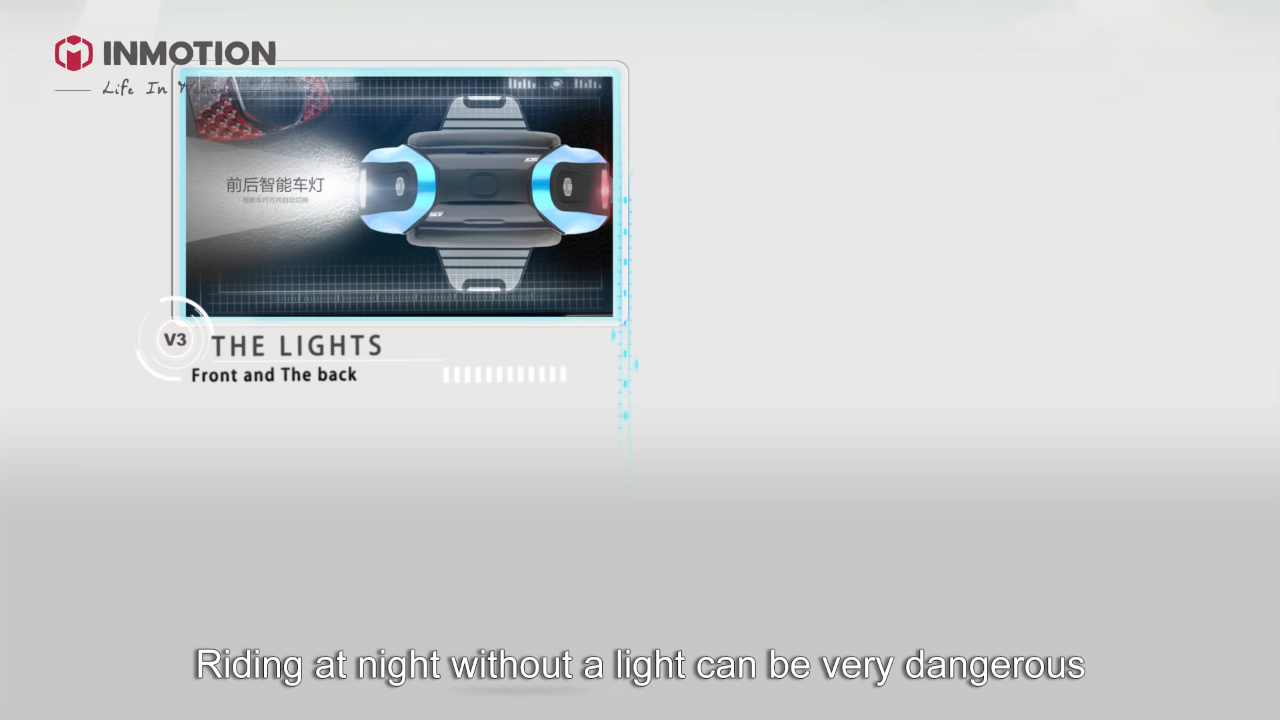 INMOTION
Life In Motion
前后智能车灯
V3
THE LIGHTS
Front and The back
Riding at night without a light can be very dangerous